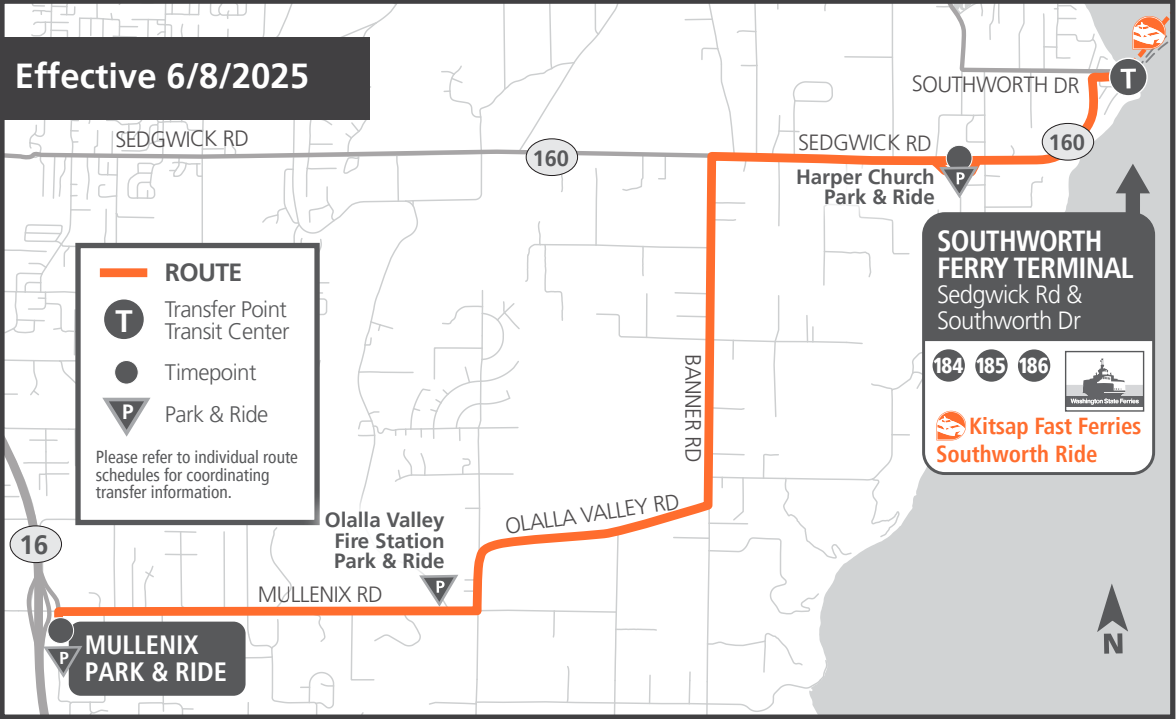 Effective 6/8/2025
SOUTHWORTH DR
T
SEDGWICK RD
160
SEDGWICK RD
160
P
Harper Church
Park & Ride
SOUTHWORTH
FERRY TERMINAL
Sedgwick Rd &
Southworth Dr
184 185 186
Washington State Ferries
Kitsap Fast Ferries
Southworth Ride
ROUTE
T
Transfer Point
Transit Center
Timepoint
P
Park & Ride
Please refer to individual route
schedules for coordinating
transfer information.
BANNER RD
OLALLA VALLEY RD
Olalla Valley
Fire Station
Park & Ride
P
16
MULLENIX RD
P
MULLENIX
PARK & RIDE
N